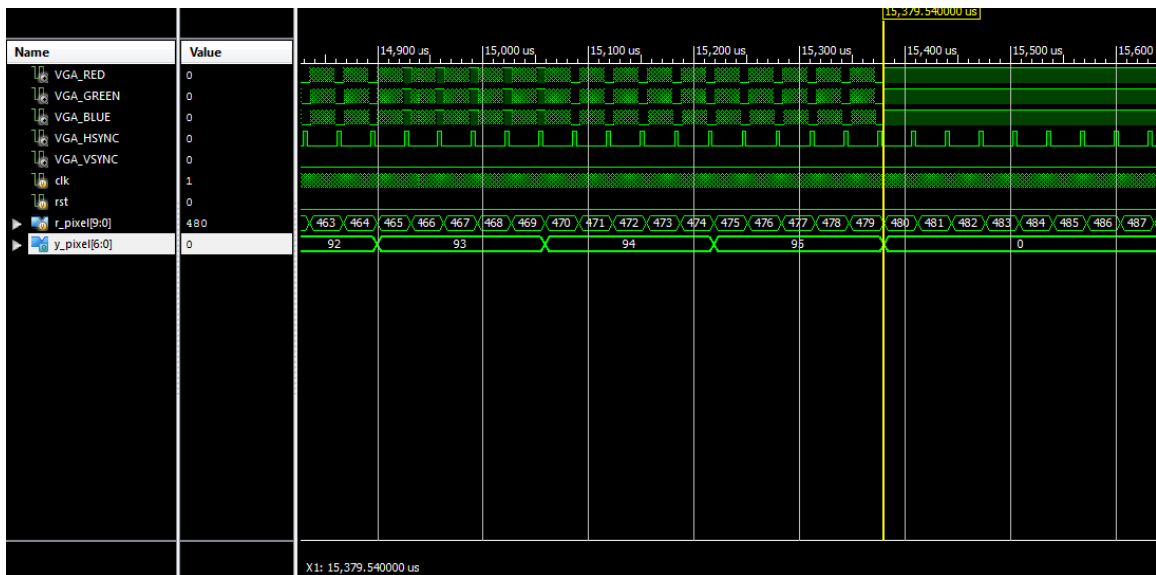 15,379.540000 us
Name Value
14,900 us 15,000 us 15,100 us 15,200 us 15,300 us 15,400 us 15,500 us 15,600
VGA_RED 0
VGA_GREEN 0
VGA_BLUE 0
VGA_HSYNC 0
VGA_VSYNC 0
clk 1
rst 0
r_pixel[9:0] 480 463 464 465 466 467 468 469 470 471 472 473 474 475 476 477 478 479 480 481 482 483 484 485 486 487
y_pixel[6:0] 0 92 93 94 95 0
X1: 15,379.540000 us